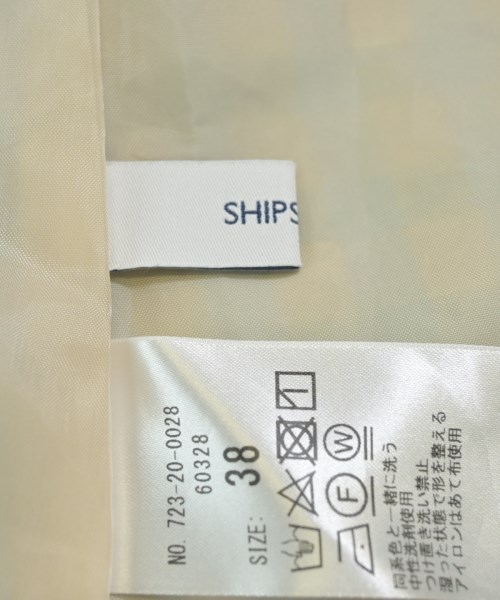 SHIPS
NO. 723-20-0028
60328
SIZE: 38
W
F
同系色と一緒に洗う
中性洗剤使用
つけ置き洗い禁止
湿った状態で形を整える
アイロンはあて布使用